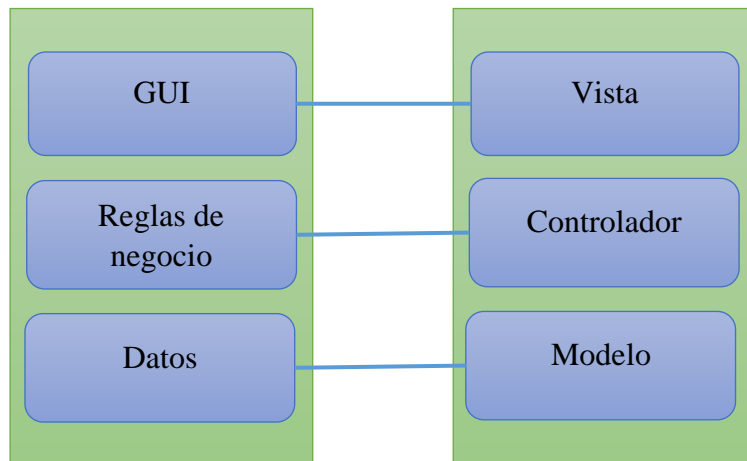 GUI
Vista
Reglas de
negocio
Controlador
Datos
Modelo